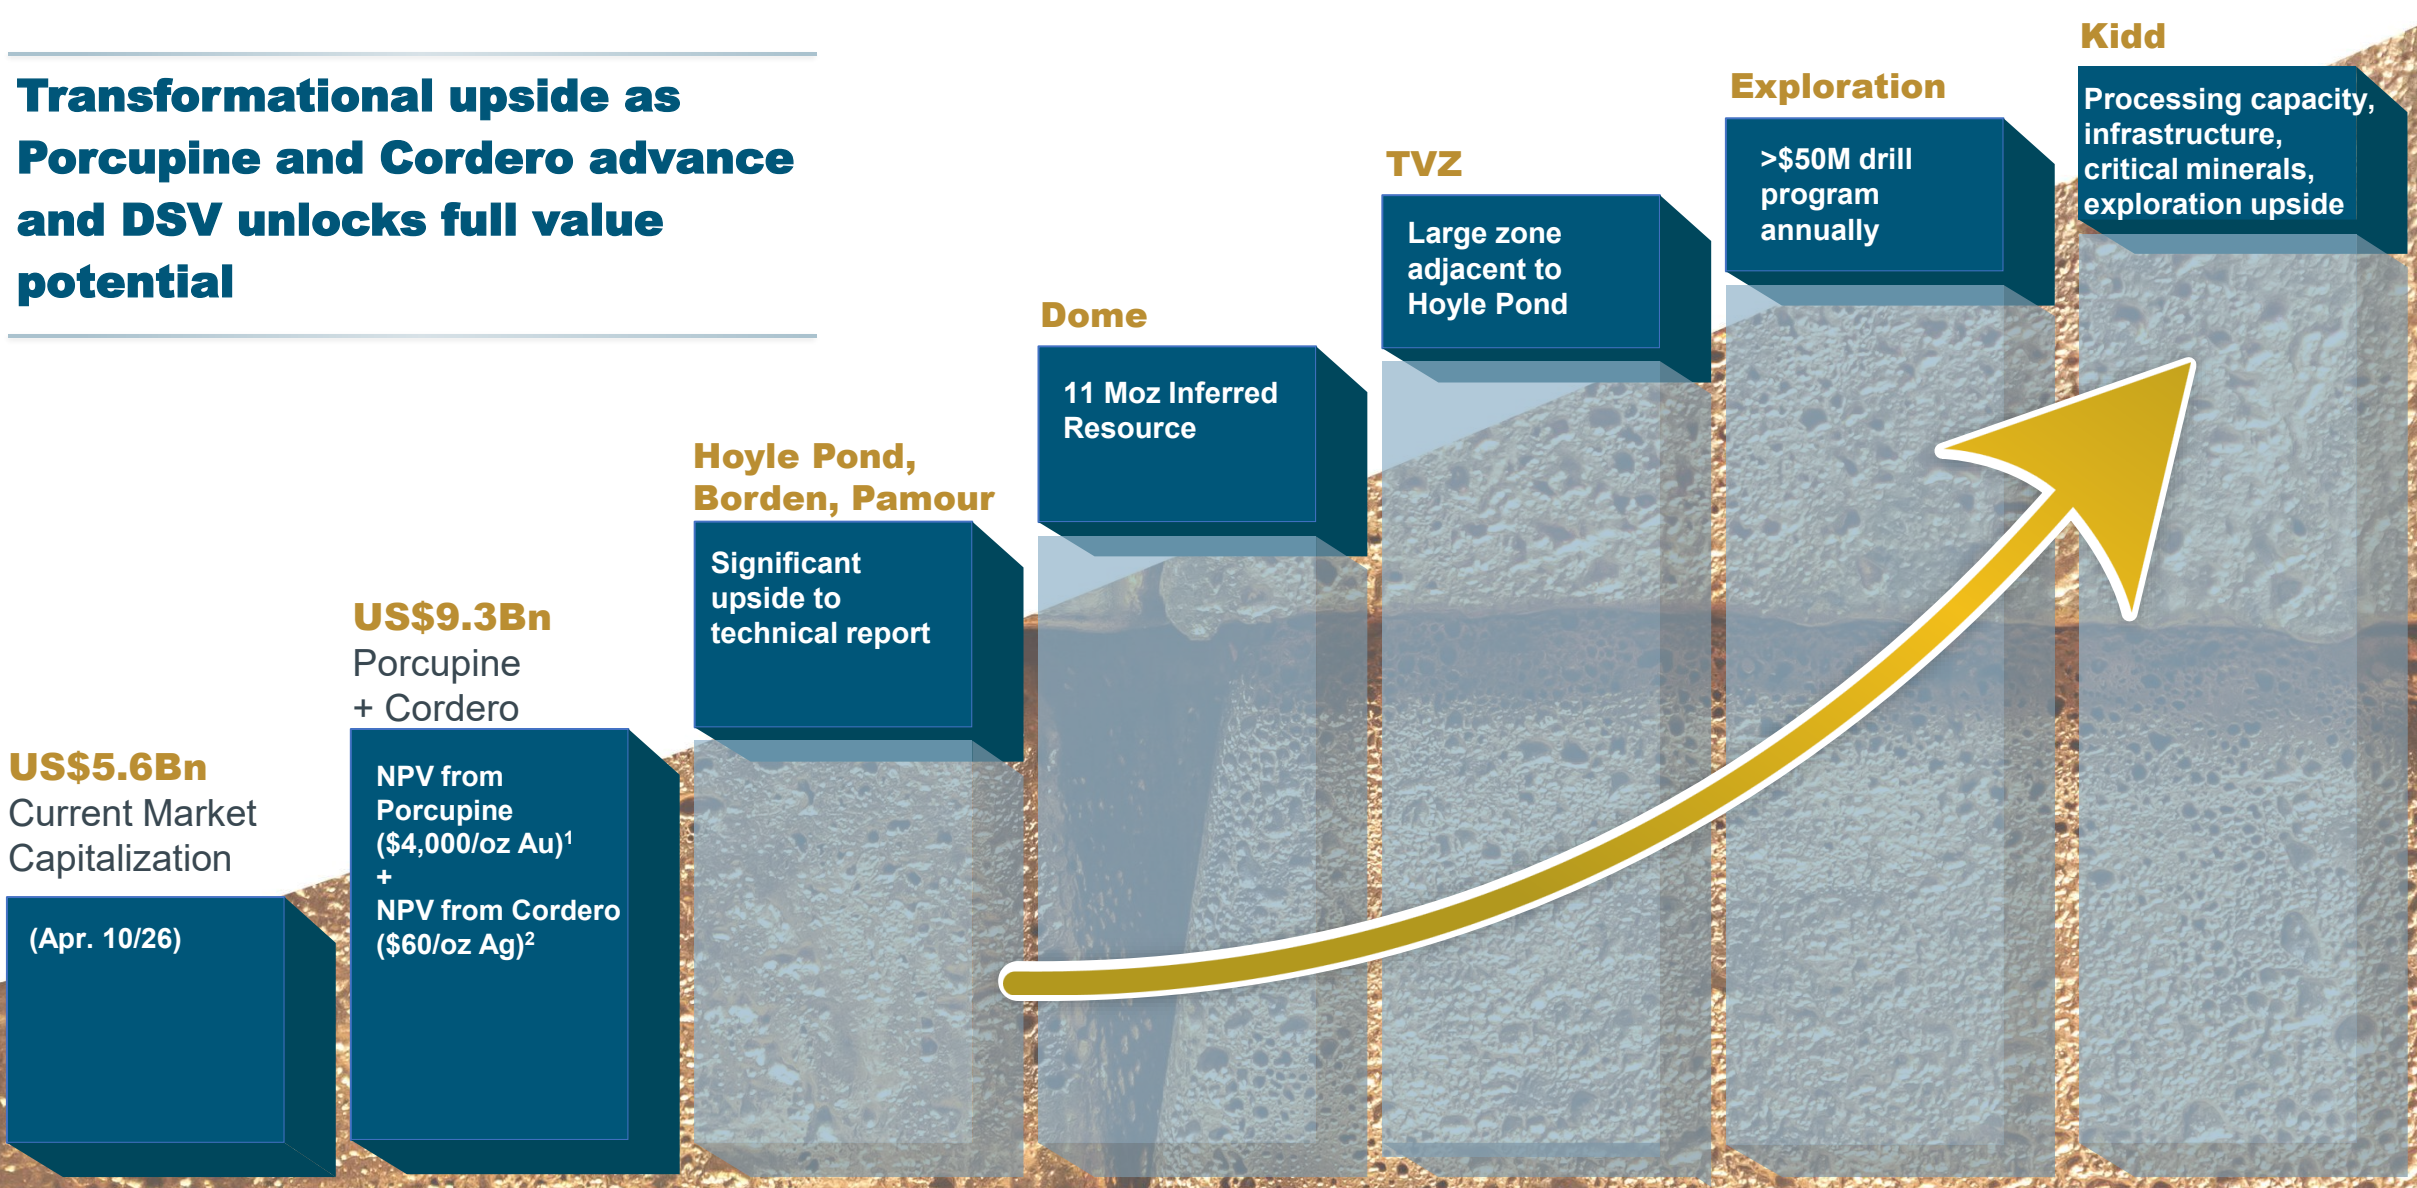 Transformational upside as
Porcupine and Cordero advance
and DSV unlocks full value
potential
US$5.6Bn
Current Market
Capitalization
(Apr. 10/26)
US$9.3Bn
Porcupine
+ Cordero
NPV from
Porcupine
($4,000/oz Au)¹
+
NPV from Cordero
($60/oz Ag)²
Hoyle Pond,
Borden, Pamour
Significant
upside to
technical report
Dome
11 Moz Inferred
Resource
TVZ
Large zone
adjacent to
Hoyle Pond
Exploration
>$50M drill
program
annually
Kidd
Processing capacity,
infrastructure,
critical minerals,
exploration upside